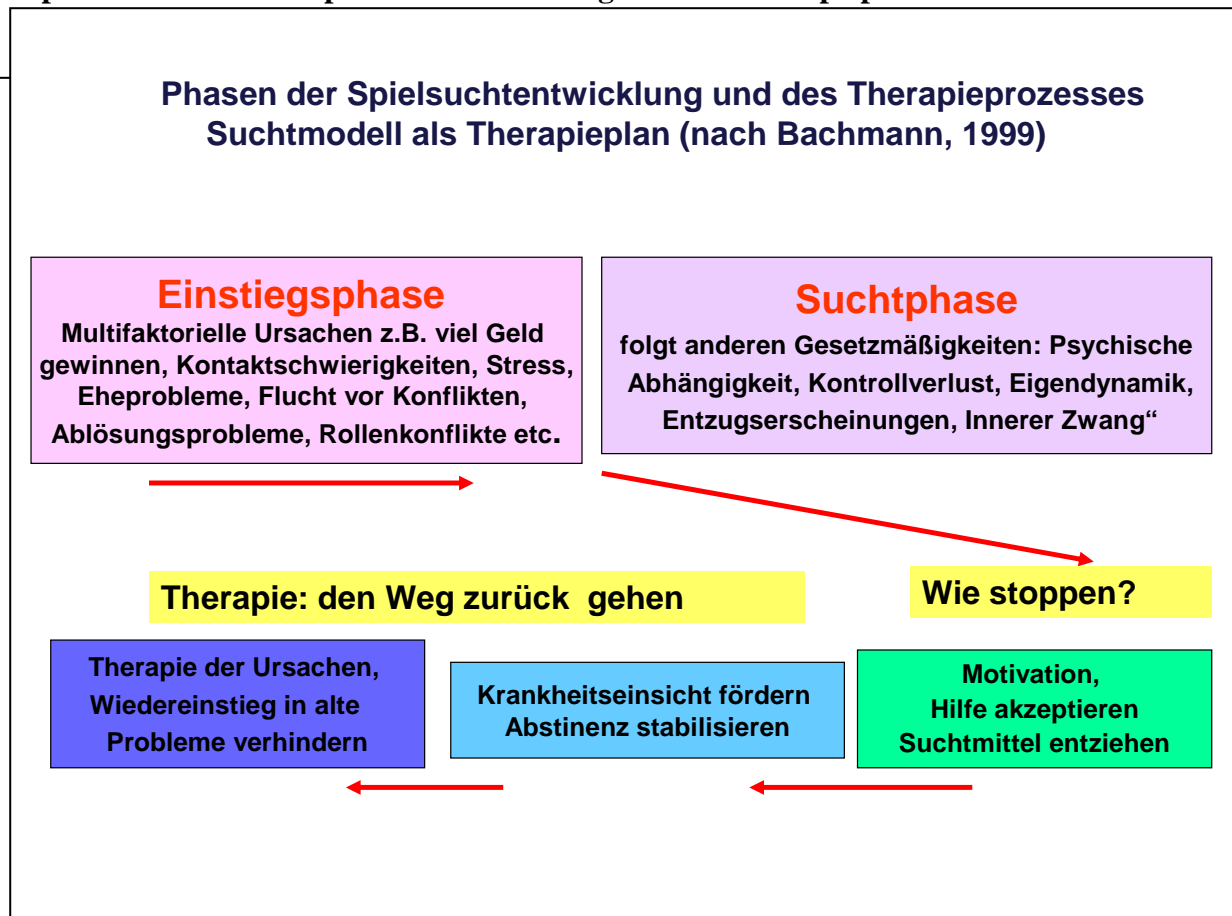 Phasen der Spielsuchtentwicklung und des Therapieprozesses
Suchtmodell als Therapieplan (nach Bachmann, 1999)
Einstiegsphase
Multifaktorielle Ursachen z.B. viel Geld
gewinnen, Kontaktschwierigkeiten, Stress,
Eheprobleme, Flucht vor Konflikten,
Ablösungsprobleme, Rollenkonflikte etc.
Suchtphase
folgt anderen Gesetzmäßigkeiten: Psychische
Abhängigkeit, Kontrollverlust, Eigendynamik,
Entzugserscheinungen, Innerer Zwang“
Therapie: den Weg zurück gehen
Wie stoppen?
Therapie der Ursachen,
Wiedereinstieg in alte
Probleme verhindern
Krankheitseinsicht fördern
Abstinenz stabilisieren
Motivation,
Hilfe akzeptieren
Suchtmittel entziehen